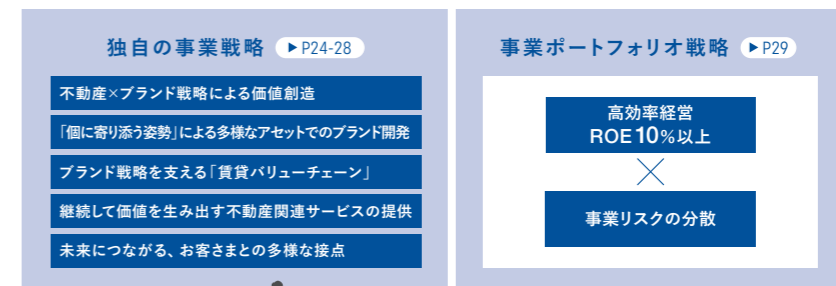 独自の事業戦略 ▶P24-28
不動産×ブランド戦略による価値創造
「個に寄り添う姿勢」による多様なアセットでのブランド開発
ブランド戦略を支える「賃貸バリューチェーン」
継続して価値を生み出す不動産関連サービスの提供
未来につながる、お客さまとの多様な接点
事業ポートフォリオ戦略 ▶P29
高効率経営
ROE10%以上
×
事業リスクの分散